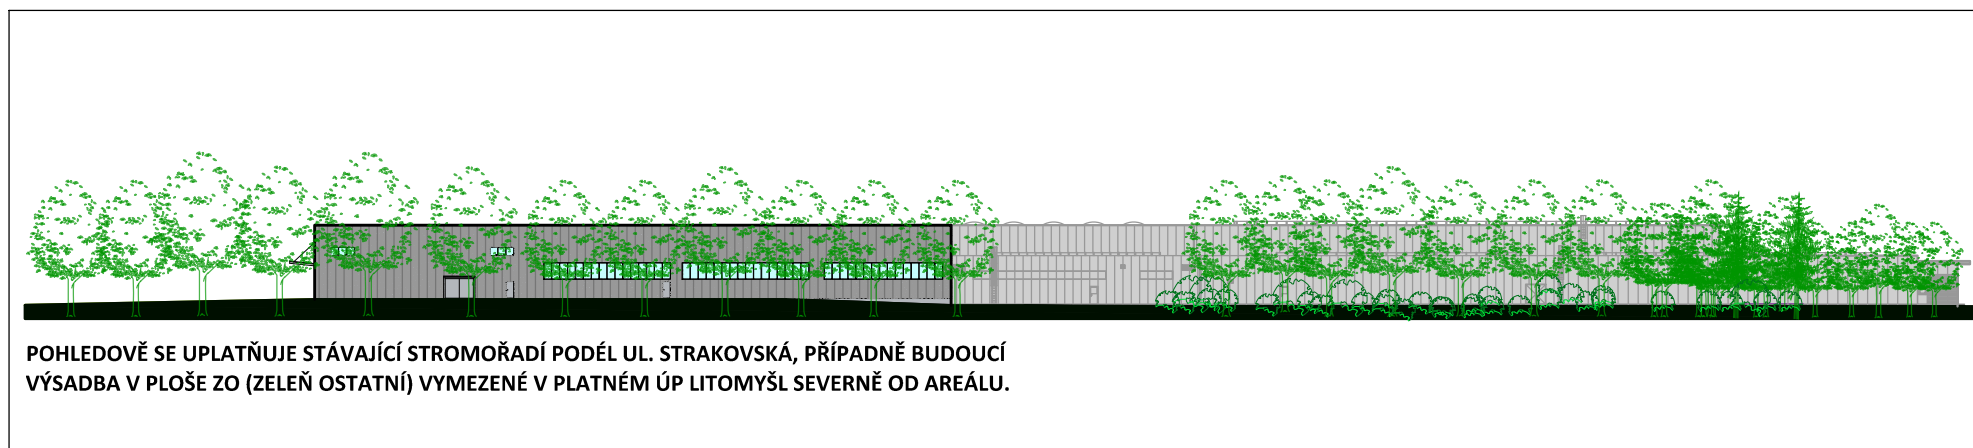 POHLEDOVĚ SE UPLATŇUJE STÁVAJÍCÍ STROMOŘADÍ PODÉL UL. STRAKOVSKÁ, PŘÍPADNĚ BUDOUCÍ
VÝSADBA V PLOŠE ZO (ZELEŇ OSTATNÍ) VYMEZENÉ V PLATNÉM ÚP LITOMYŠL SEVERNĚ OD AREÁLU.